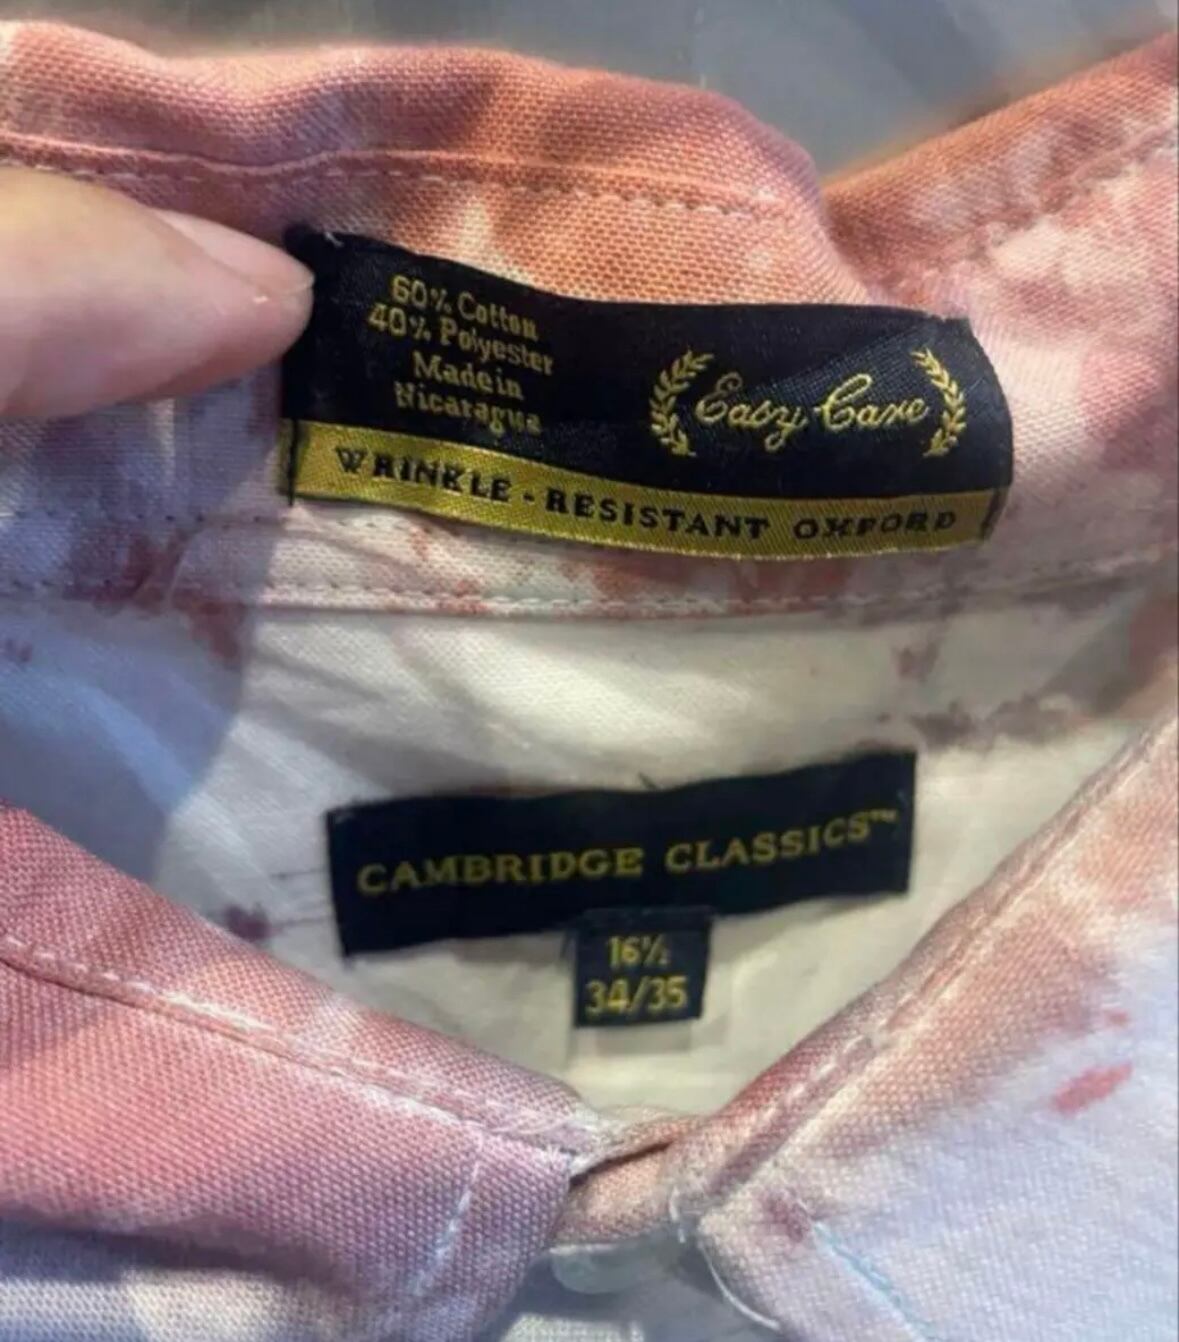 60% Cotton
40% Polyester
Made in
Nicaragua
Easy Care
WRINKLE-RESISTANT OXFORD
CAMBRIDGE CLASSICS™
16½
34/35